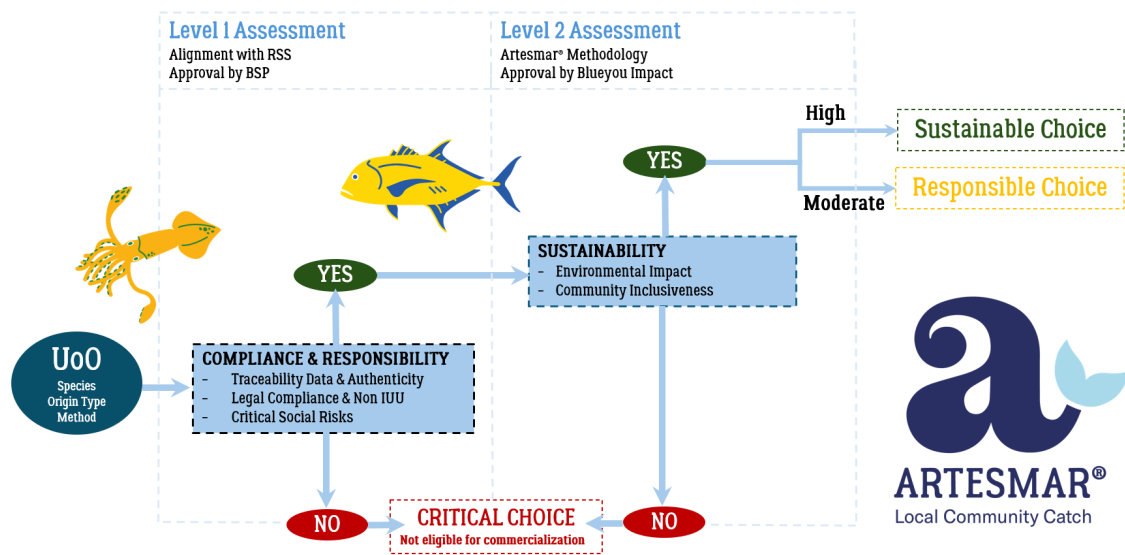 Level 1 Assessment
Alignment with RSS
Approval by BSP
Level 2 Assessment
Artesmar® Methodology
Approval by Blueyou Impact
High
Sustainable Choice
YES
Responsible Choice
Moderate
SUSTAINABILITY
- Environmental Impact
- Community Inclusiveness
YES
UoO
Species
Origin Type
Method
COMPLIANCE & RESPONSIBILITY
- Traceability Data & Authenticity
- Legal Compliance & Non IUU
- Critical Social Risks
a
ARTESMAR®
Local Community Catch
NO
CRITICAL CHOICE
Not eligible for commercialization
NO